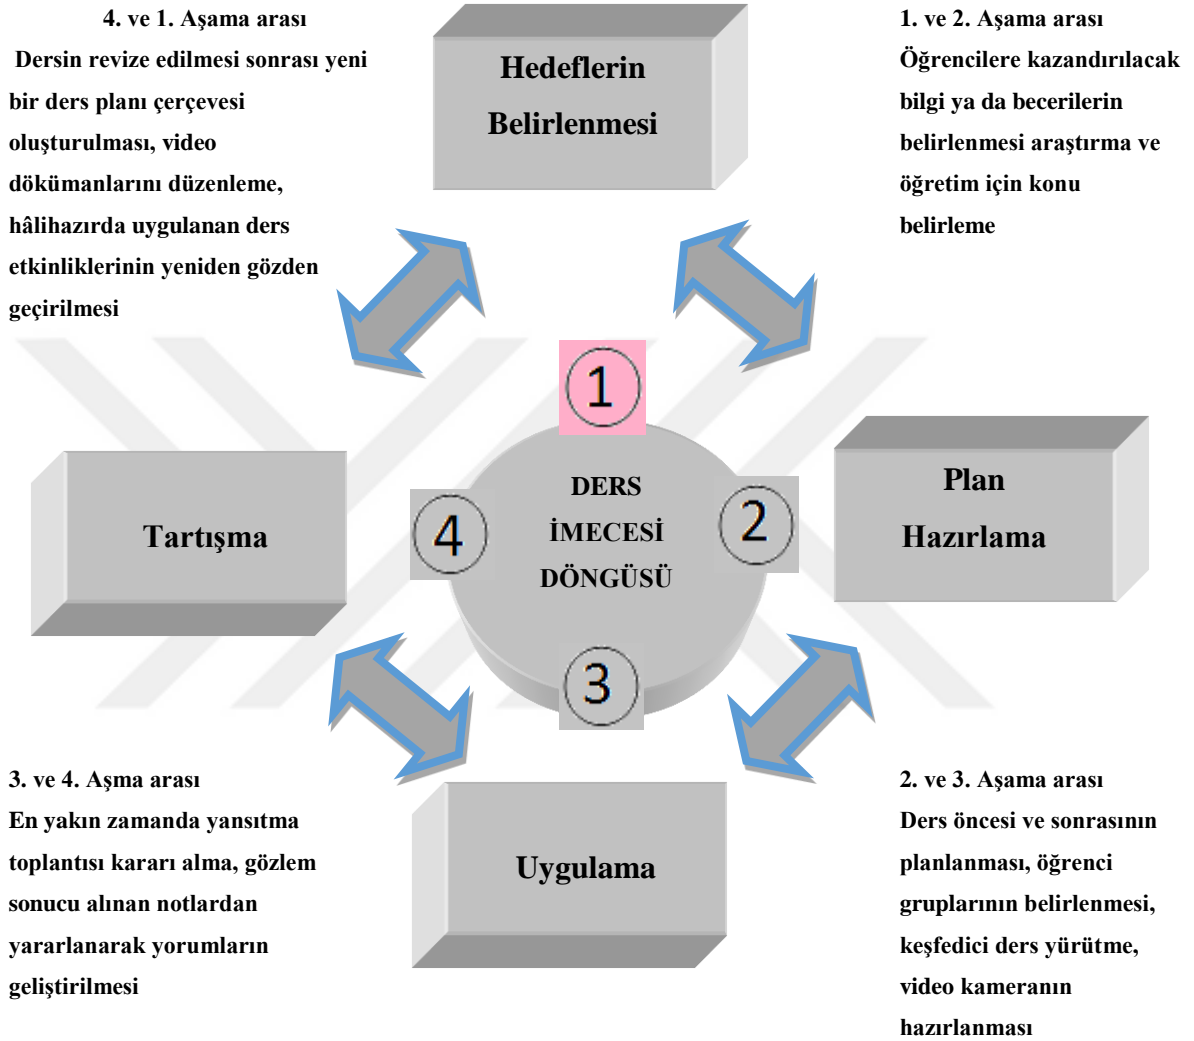 4. ve 1. Aşama arası
Dersin revize edilmesi sonrası yeni
bir ders planı çerçevesi
oluşturulması, video
dökümanlarını düzenleme,
hâlihazırda uygulanan ders
etkinliklerinin yeniden gözden
geçirilmesi
Hedeflerin
Belirlenmesi
1. ve 2. Aşama arası
Öğrencilere kazandırılacak
bilgi ya da becerilerin
belirlenmesi araştırma ve
öğretim için konu
belirleme
1
Tartışma
4
DERS
İMECESİ
DÖNGÜSÜ
2
Plan
Hazırlama
3
3. ve 4. Aşma arası
En yakın zamanda yansıtma
toplantısı kararı alma, gözlem
sonucu alınan notlardan
yararlanarak yorumların
geliştirilmesi
Uygulama
2. ve 3. Aşama arası
Ders öncesi ve sonrasının
planlanması, öğrenci
gruplarının belirlenmesi,
keşfedici ders yürütme,
video kameranın
hazırlanması